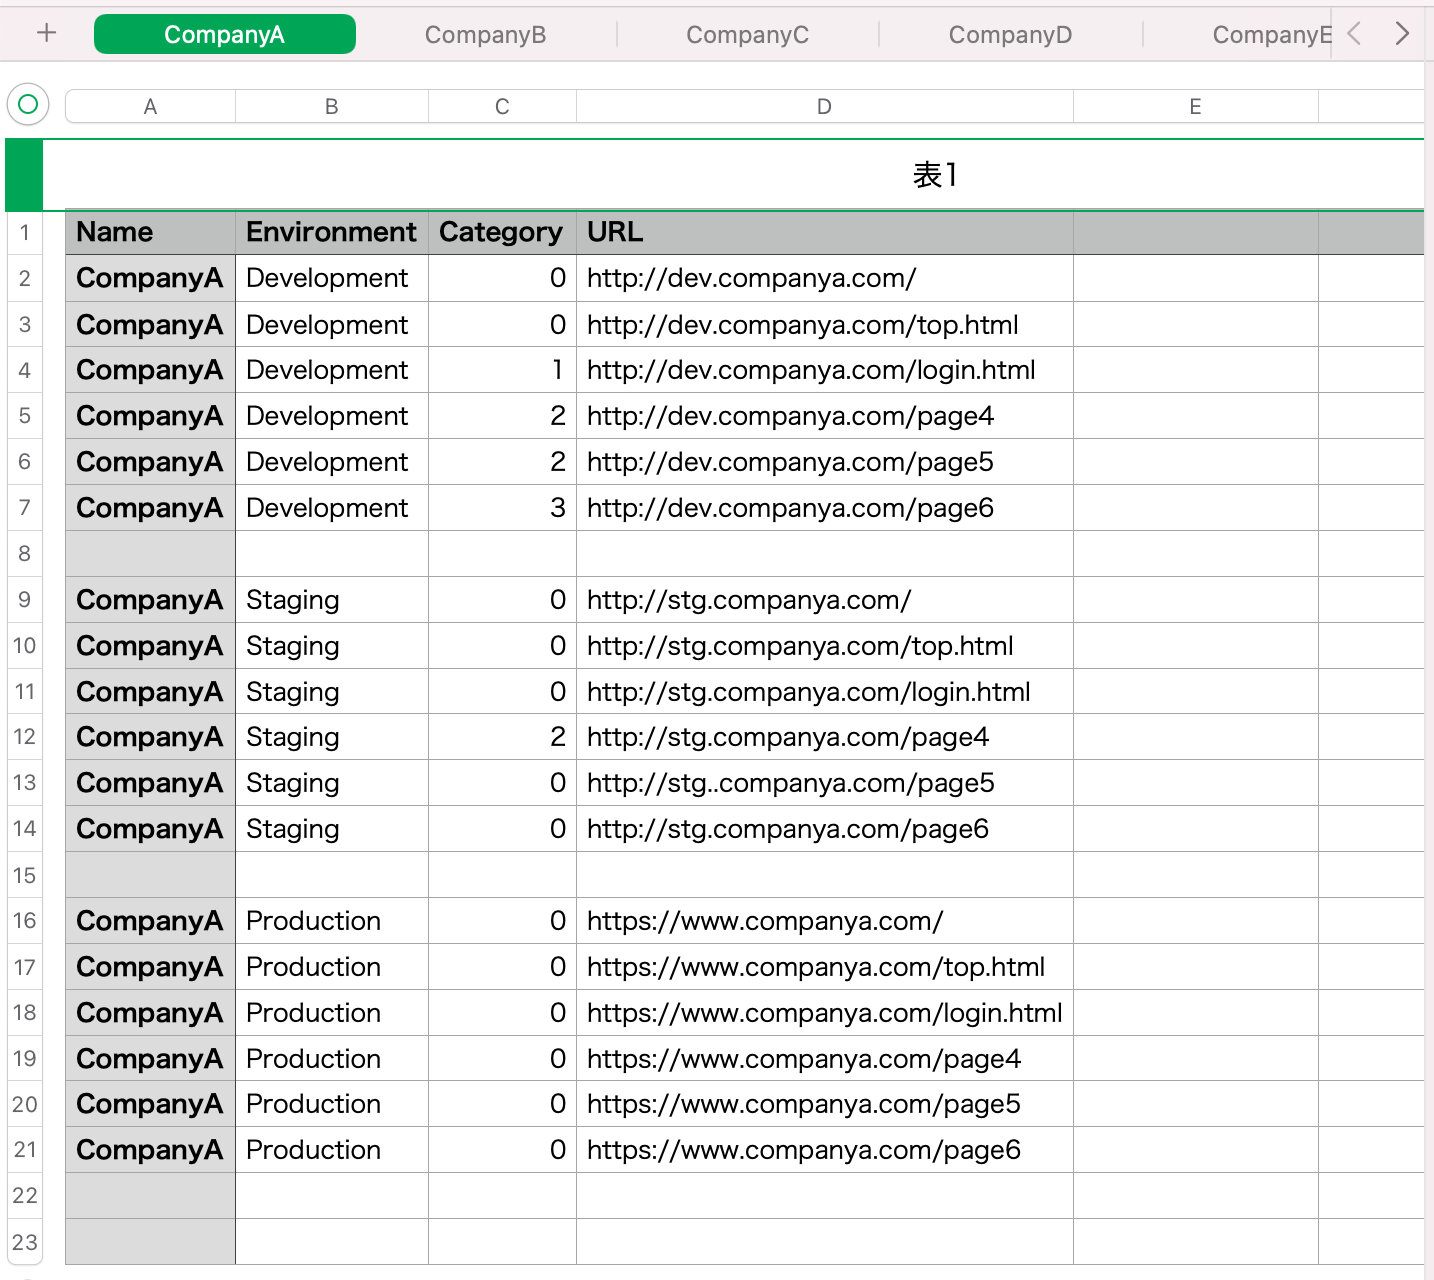 + CompanyA CompanyB CompanyC CompanyD CompanyE
A B C D E
表1
1 Name Environment Category URL
2 CompanyA Development 0 http://dev.companya.com/
3 CompanyA Development 0 http://dev.companya.com/top.html
4 CompanyA Development 1 http://dev.companya.com/login.html
5 CompanyA Development 2 http://dev.companya.com/page4
6 CompanyA Development 2 http://dev.companya.com/page5
7 CompanyA Development 3 http://dev.companya.com/page6
8
9 CompanyA Staging 0 http://stg.companya.com/
10 CompanyA Staging 0 http://stg.companya.com/top.html
11 CompanyA Staging 0 http://stg.companya.com/login.html
12 CompanyA Staging 2 http://stg.companya.com/page4
13 CompanyA Staging 0 http://stg..companya.com/page5
14 CompanyA Staging 0 http://stg.companya.com/page6
15
16 CompanyA Production 0 https://www.companya.com/
17 CompanyA Production 0 https://www.companya.com/top.html
18 CompanyA Production 0 https://www.companya.com/login.html
19 CompanyA Production 0 https://www.companya.com/page4
20 CompanyA Production 0 https://www.companya.com/page5
21 CompanyA Production 0 https://www.companya.com/page6
22
23